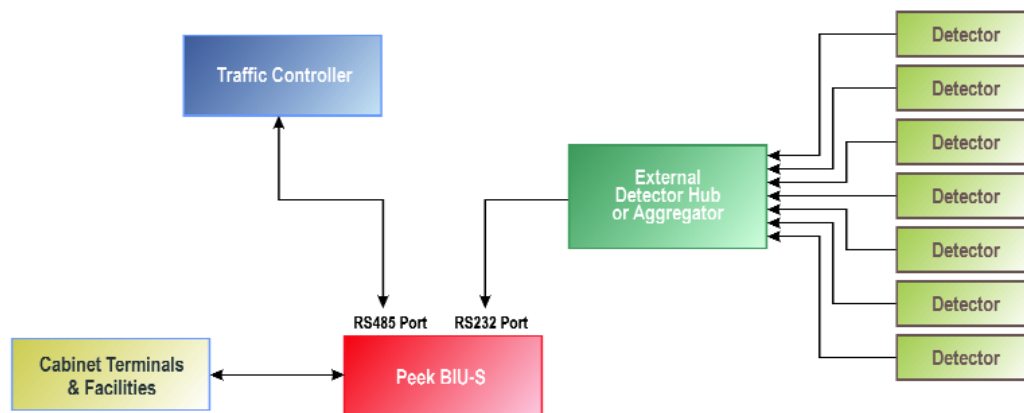 Traffic Controller
External
Detector Hub
or Aggregator
Detector
Detector
Detector
Detector
Detector
Detector
Detector
RS485 Port
RS232 Port
Cabinet Terminals
& Facilities
Peek BIU-S